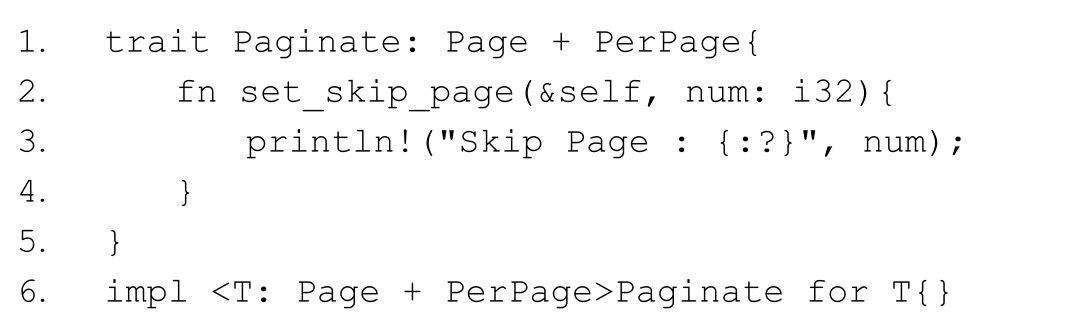 1. trait Paginate: Page + PerPage{
2. fn set_skip_page(&self, num: i32){
3. println!("Skip Page : {:?}", num);
4. }
5. }
6. impl <T: Page + PerPage>Paginate for T{}